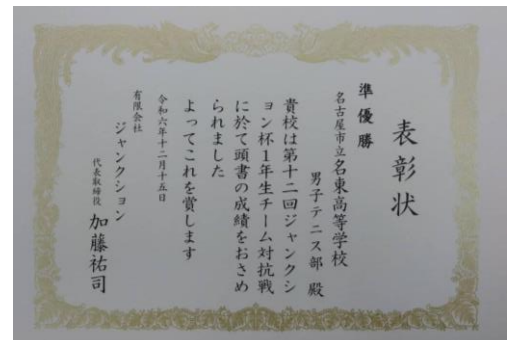 表彰状
準優勝
名古屋市立名東高等学校
男子テニス部 殿
貴校は第十二回ジャンクシ
ョン杯1年生チーム対抗戦
に於て頭書の成績をおさめ
られました
よってこれを賞します
令和六年十二月十五日
有限会社
ジャンクション
代表取締役 加藤祐司